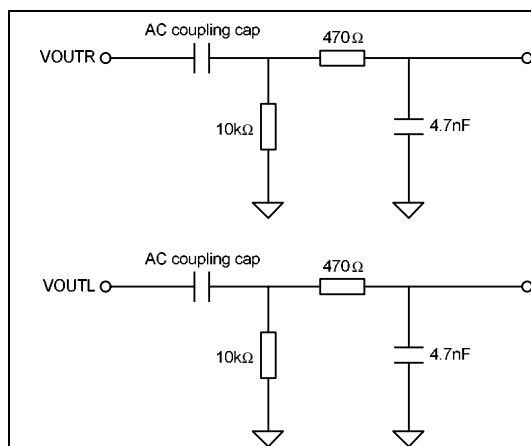 AC coupling cap
470Ω
VOUTR
10kΩ
4.7nF
AC coupling cap
470Ω
VOUTL
10kΩ
4.7nF